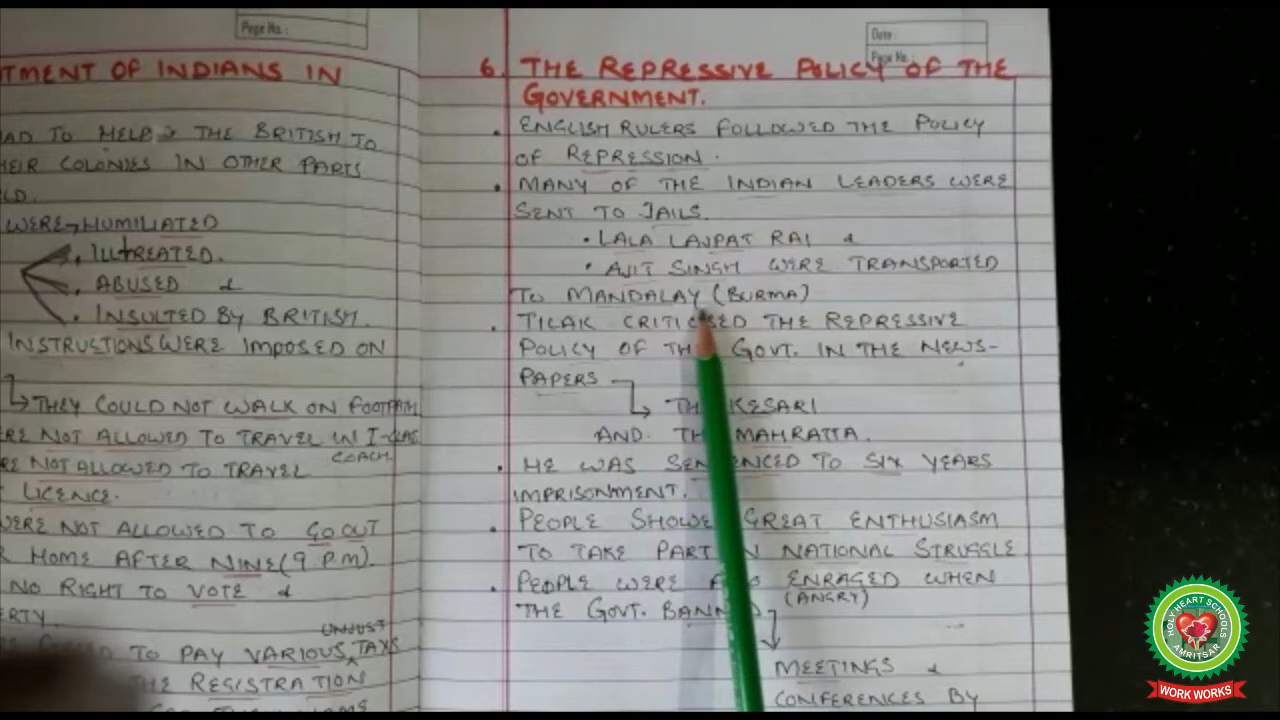 Page No.:
TMENT OF INDIANS IN
AD TO HELP THE BRITISH TO
HEIR COLONIES IN OTHER PARTS
LD.
WERE HUMILIATED
. ILLTREATED.
. ABUSED &
. INSULTED BY BRITISH.
INSTRUCTIONS WERE IMPOSED ON
THEY COULD NOT WALK ON FOOTPATH
RE NOT ALLOWED TO TRAVEL IN I-CLAS
COACH.
RE NOT ALLOWED TO TRAVEL
LICENCE.
WERE NOT ALLOWED TO GO OUT
R HOME AFTER NINE (9 P.M).
NO RIGHT TO VOTE &
ERTY
UNJUST
TO PAY VARIOUS TAXS
THE REGISTRATION
Date:
Page No.:
6. THE REPRESSIVE POLICY OF THE
GOVERNMENT.
. ENGLISH RULERS FOLLOWED THE POLICY
OF REPRESSION.
. MANY OF THE INDIAN LEADERS WERE
SENT TO JAILS.
. LALA LAJPAT RAI &
. AJIT SINGH WERE TRANSPORTED
TO MANDALAY (BURMA)
. TILAK CRITICISED THE REPRESSIVE
POLICY OF THE GOVT. IN THE NEWS-
PAPERS
THE KESARI
AND. THE MAHRATTA.
. HE WAS SENTENCED TO SIX YEARS
IMPRISONMENT.
. PEOPLE SHOWED GREAT ENTHUSIASM
TO TAKE PART IN NATIONAL STRUGGLE
. PEOPLE WERE ALSO ENRAGED WHEN
(ANGRY)
THE GOVT. BANNED
MEETINGS &
CONFERENCES BY
HOLY HEART SCHOOLS
AMRITSAR
WORK WORKS